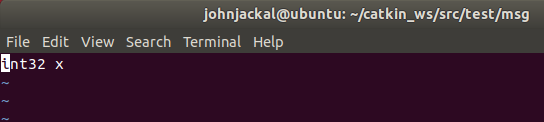 johnjackal@ubuntu: ~/catkin_ws/src/test/msg
File Edit View Search Terminal Help
int32 x
~
~
~